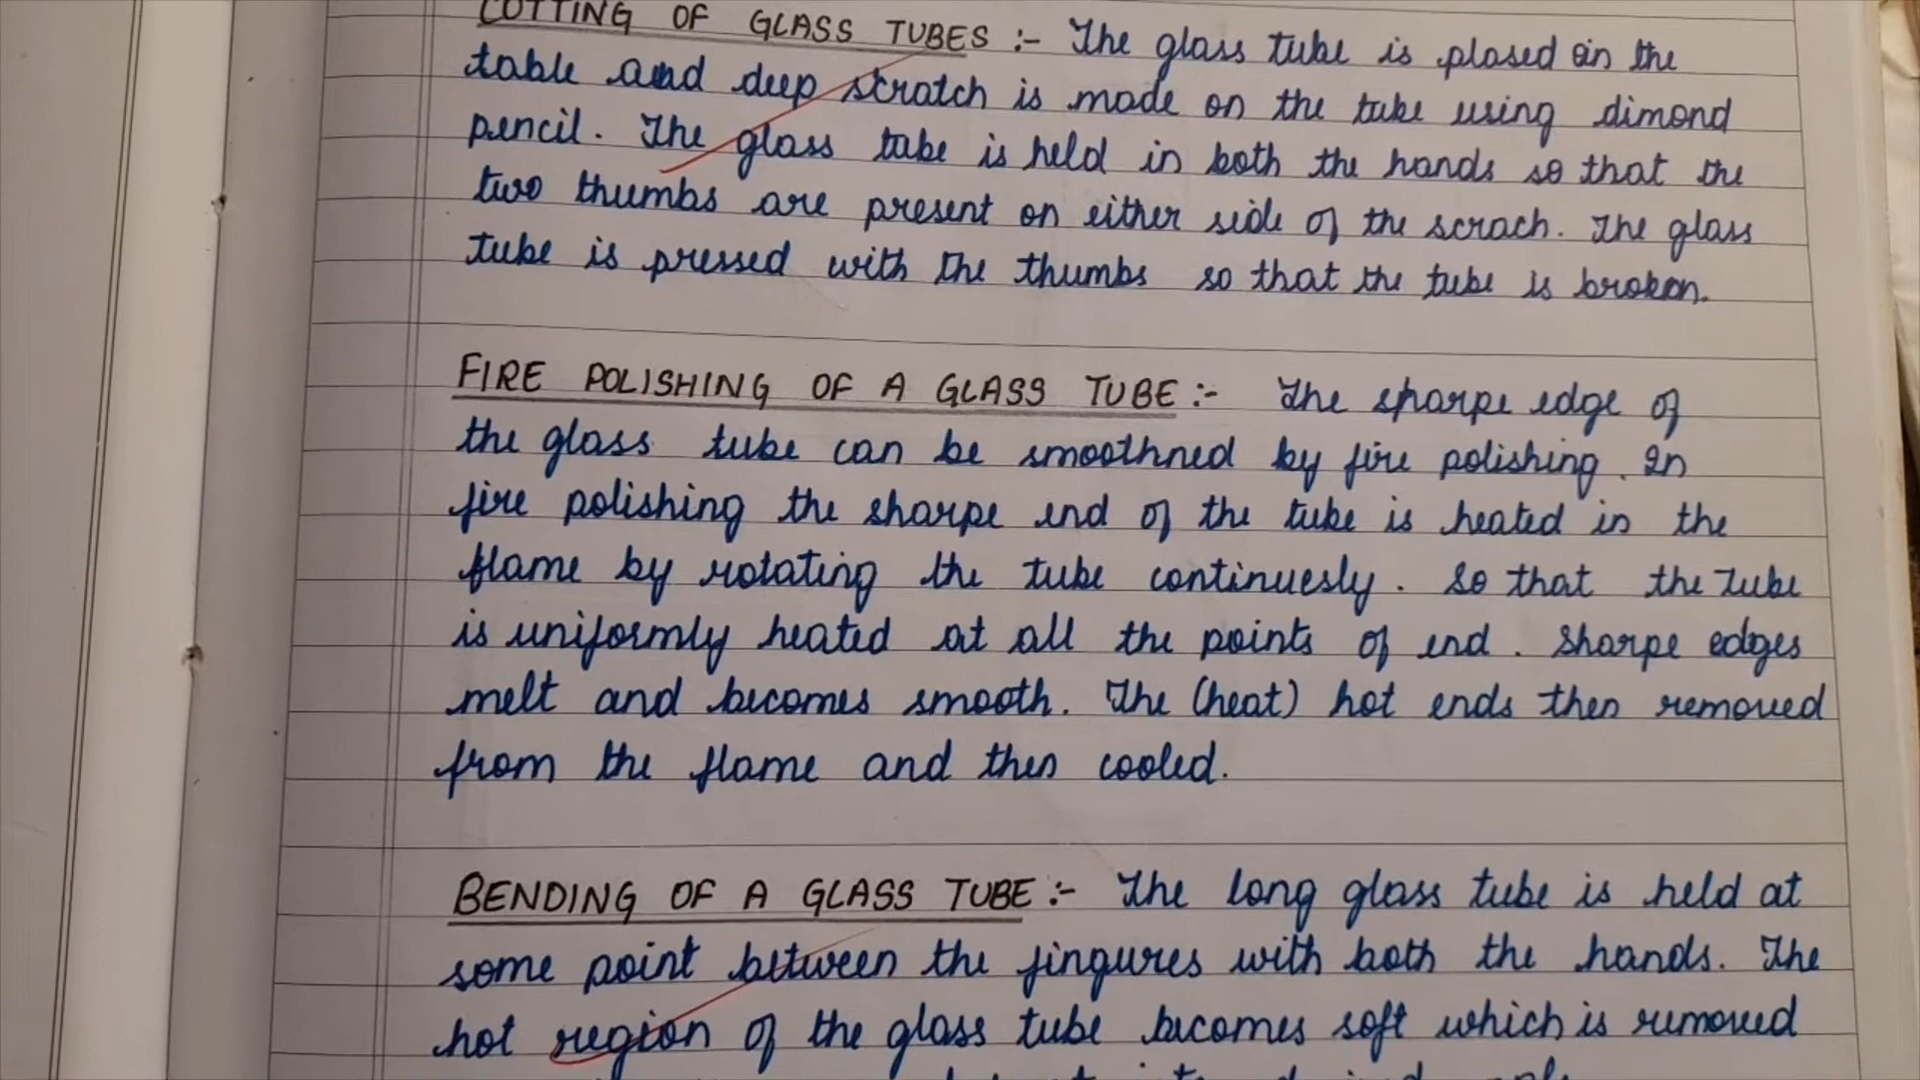 CUTTING OF GLASS TUBES :- The glass tube is plased in the
table and deep scratch is made on the tube using dimond
pencil. The glass tube is held in both the hands so that the
two thumbs are present on either side of the scrach. The glass
tube is pressed with the thumbs so that the tube is broken.
FIRE POLISHING OF A GLASS TUBE :- The sharpe edge of
the glass tube can be smoothned by fire polishing. In
fire polishing the sharpe end of the tube is heated in the
flame by rotating the tube continuesly. So that the tube
is uniformly heated at all the points of end. Sharpe edges
melt and becomes smooth. The (heat) hot ends then removed
from the flame and then cooled.
BENDING OF A GLASS TUBE :- The long glass tube is held at
some point between the fingures with both the hands. The
hot region of the glass tube becomes soft which is removed